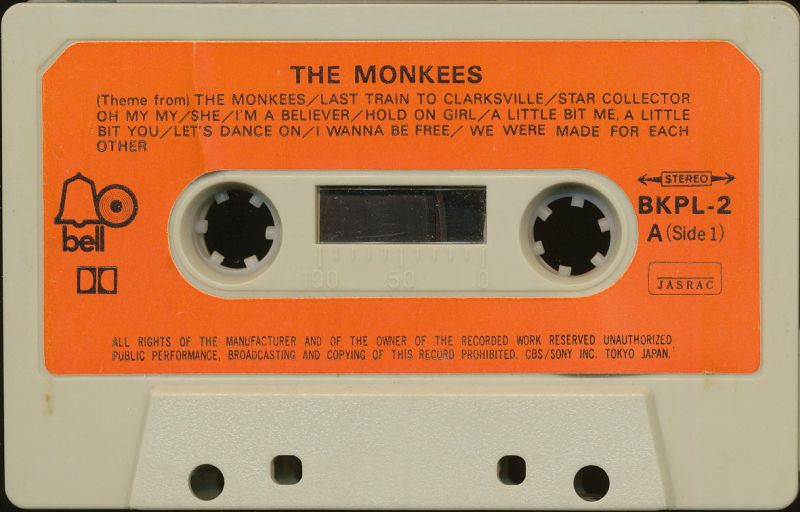 THE MONKEES
(Theme from) THE MONKEES/LAST TRAIN TO CLARKSVILLE/STAR COLLECTOR
OH MY MY/SHE/I'M A BELIEVER/HOLD ON GIRL/A LITTLE BIT ME, A LITTLE
BIT YOU/LET'S DANCE ON/I WANNA BE FREE/ WE WERE MADE FOR EACH
OTHER
bell
STEREO
BKPL-2
A (Side 1)
100 50 0
JASRAC
ALL RIGHTS OF THE MANUFACTURER AND OF THE OWNER OF THE RECORDED WORK RESERVED UNAUTHORIZED
PUBLIC PERFORMANCE, BROADCASTING AND COPYING OF THIS RECORD PROHIBITED. CBS/SONY INC. TOKYO JAPAN.